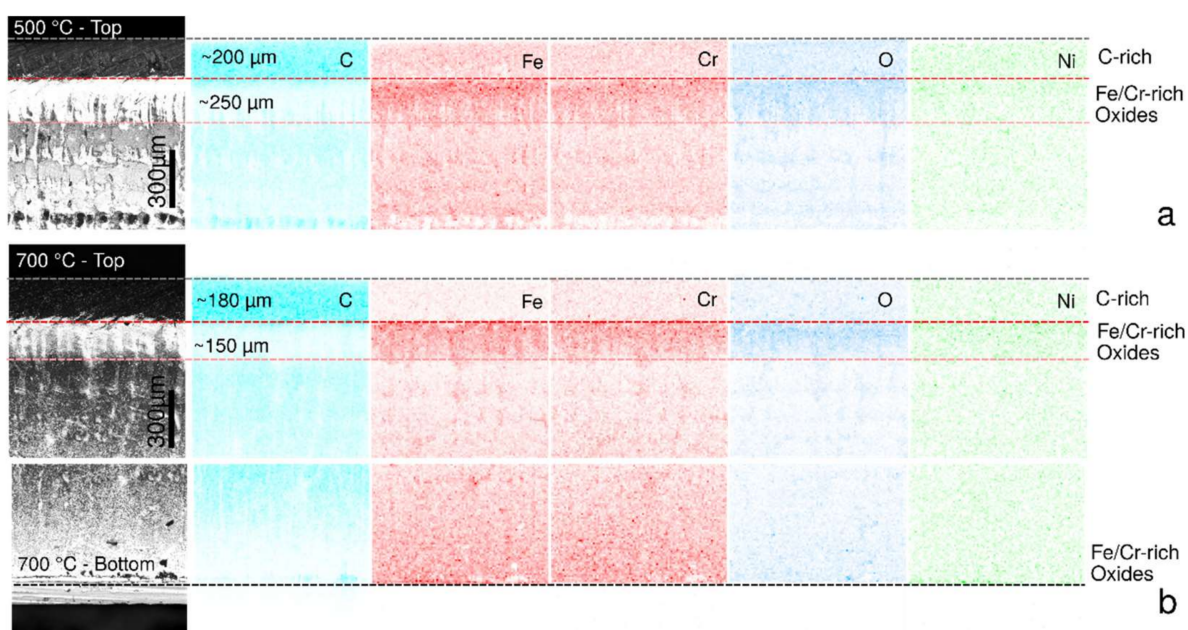 500 °C - Top
~200 µm
C
Fe
Cr
O
Ni
C-rich
~250 µm
Fe/Cr-rich
Oxides
300µm
a
700 °C - Top
~180 µm
C
Fe
Cr
O
Ni
C-rich
~150 µm
Fe/Cr-rich
Oxides
300µm
700 °C - Bottom
Fe/Cr-rich
Oxides
b